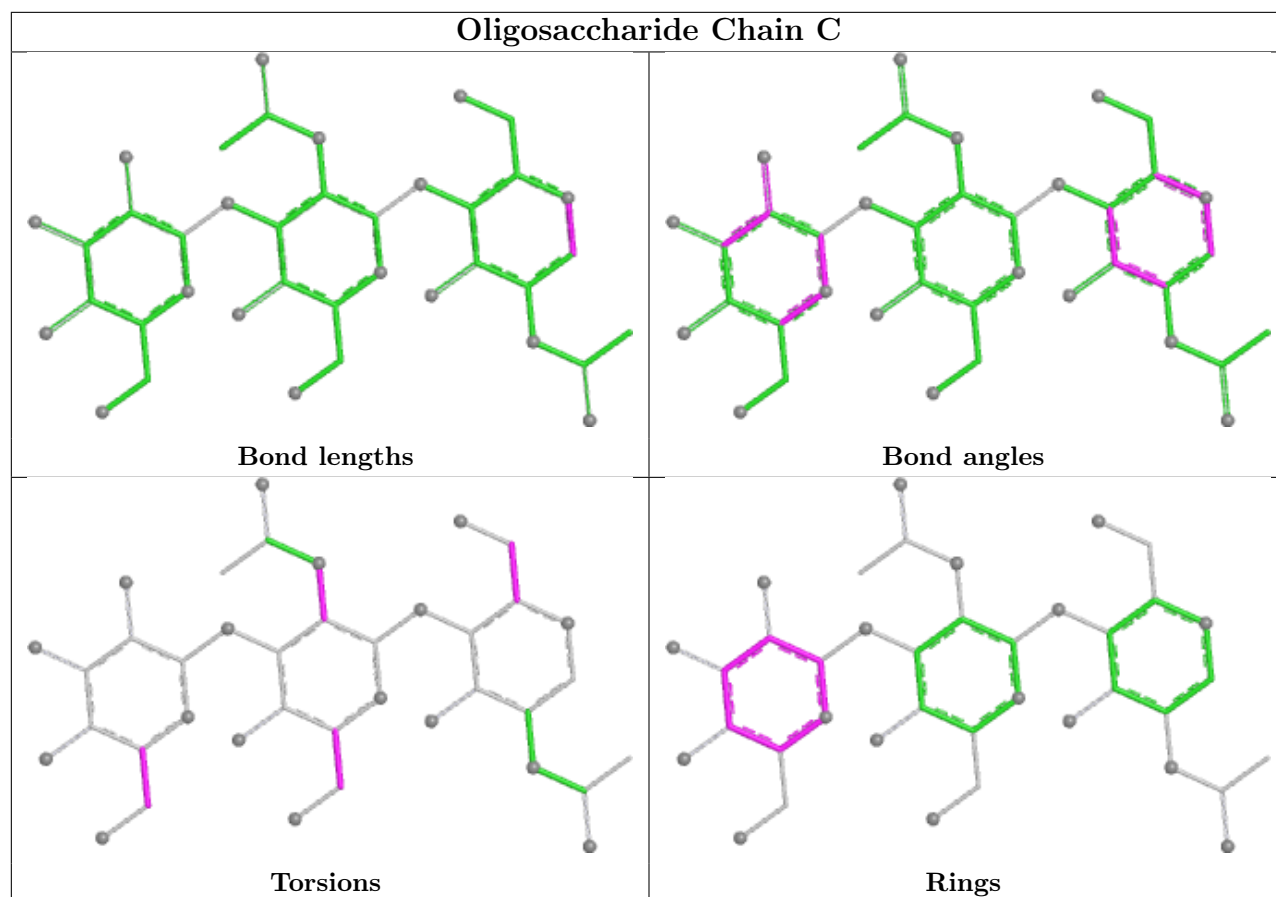 Oligosaccharide Chain C
Bond lengths
Bond angles
Torsions
Rings